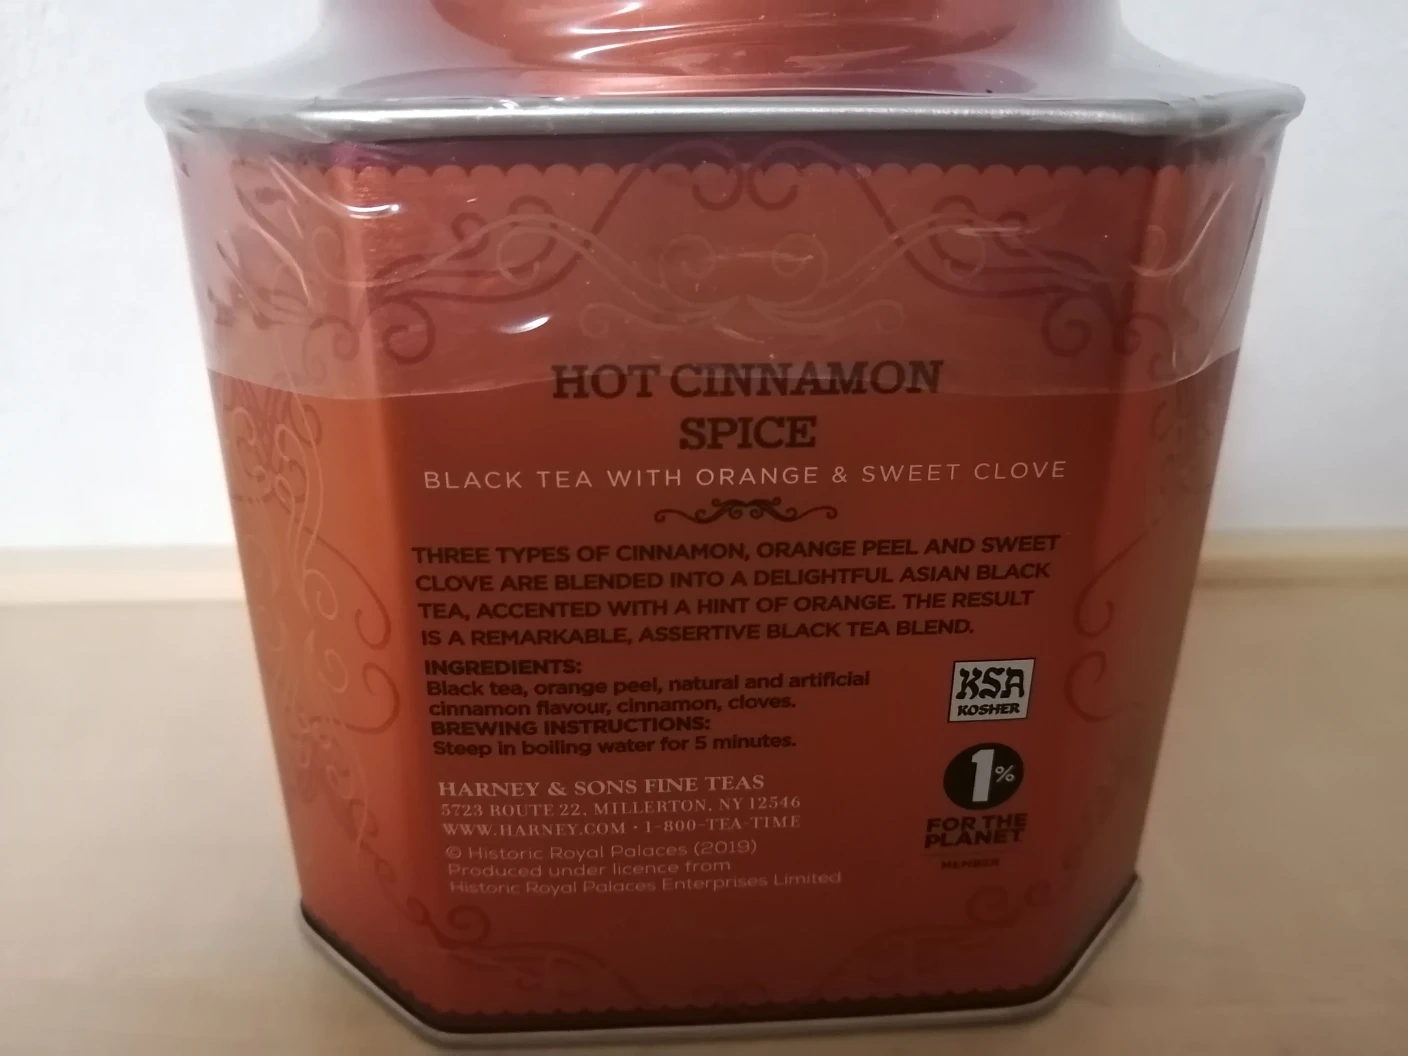 HOT CINNAMON
SPICE
BLACK TEA WITH ORANGE & SWEET CLOVE
THREE TYPES OF CINNAMON, ORANGE PEEL AND SWEET
CLOVE ARE BLENDED INTO A DELIGHTFUL ASIAN BLACK
TEA, ACCENTED WITH A HINT OF ORANGE. THE RESULT
IS A REMARKABLE, ASSERTIVE BLACK TEA BLEND.
INGREDIENTS:
Black tea, orange peel, natural and artificial
cinnamon flavour, cinnamon, cloves.
BREWING INSTRUCTIONS:
Steep in boiling water for 5 minutes.
KSA
KOSHER
1%
FOR THE
PLANET
MEMBER
HARNEY & SONS FINE TEAS
5723 ROUTE 22, MILLERTON, NY 12546
WWW.HARNEY.COM · 1-800-TEA-TIME
© Historic Royal Palaces (2019)
Produced under licence from
Historic Royal Palaces Enterprises Limited